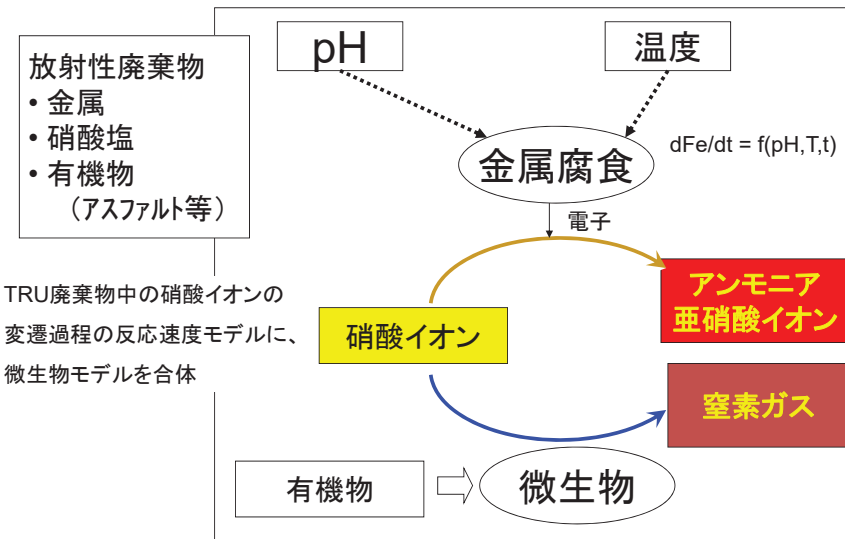 pH
温度
放射性廃棄物
• 金属
• 硝酸塩
• 有機物
（アスファルト等）
金属腐食
dFe/dt = f(pH,T,t)
電子
TRU廃棄物中の硝酸イオンの
変遷過程の反応速度モデルに、
微生物モデルを合体
硝酸イオン
アンモニア
亜硝酸イオン
窒素ガス
有機物
微生物